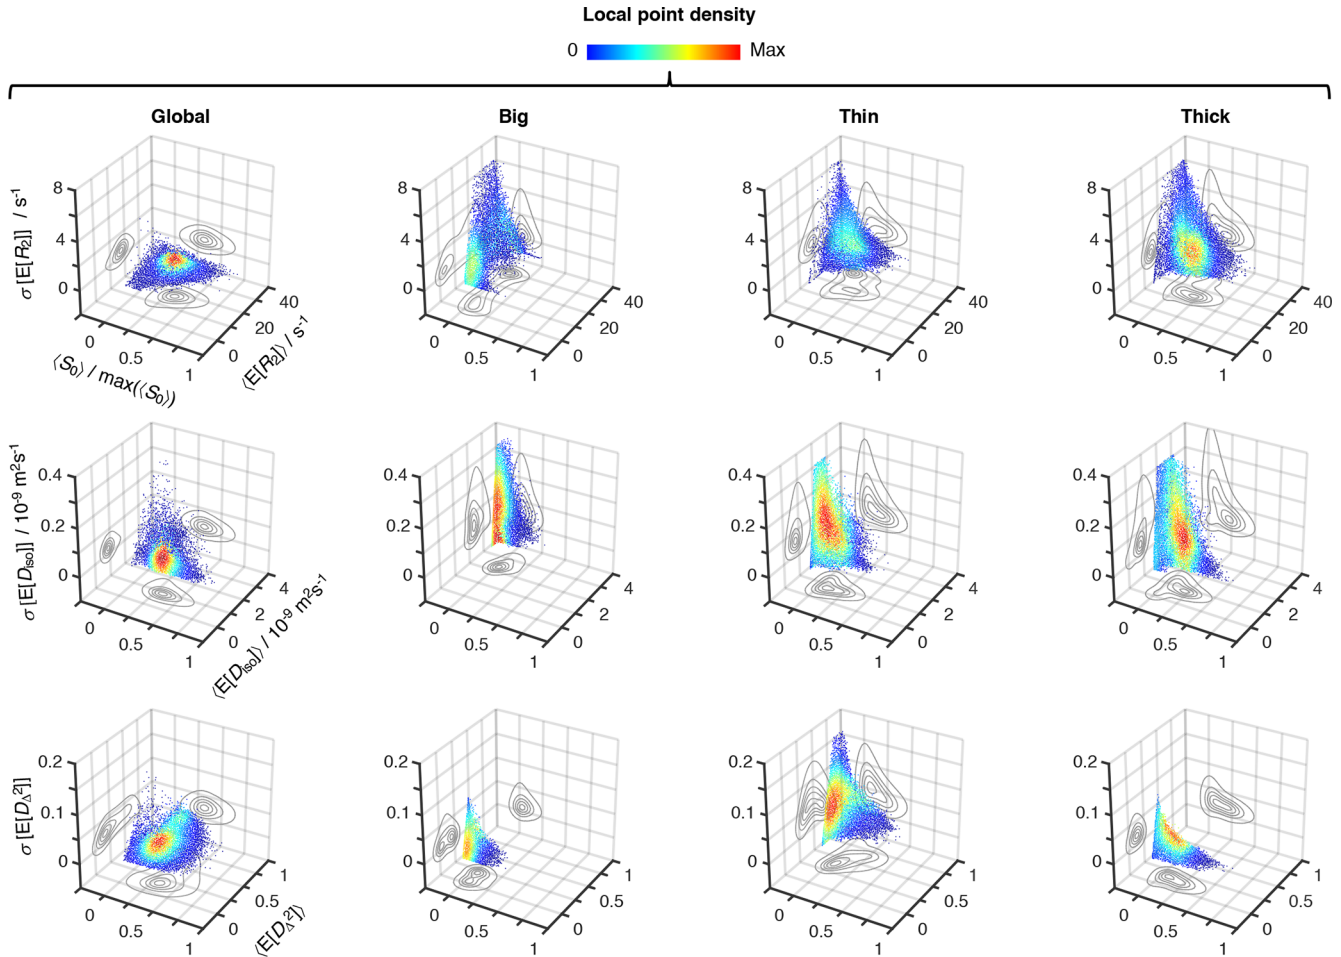 Local point density
0 Max
Global Big Thin Thick
σ [E[R₂]] / s⁻¹
8 8 8 8
4 4 4 4
0 0 0 0
40 40 40 40
20 20 20 20
0 0 0 0
0 0 0 0
0.5 0.5 0.5 0.5
1 1 1 1
⟨S₀⟩ / max(⟨S₀⟩)
⟨E[R₂]⟩ / s⁻¹
σ [E[D_iso]] / 10⁻⁹ m²s⁻¹
0.4 0.4 0.4 0.4
0.2 0.2 0.2 0.2
0 0 0 0
4 4 4 4
2 2 2 2
0 0 0 0
0 0 0 0
0.5 0.5 0.5 0.5
1 1 1 1
⟨E[D_iso]⟩ / 10⁻⁹ m²s⁻¹
σ [E[D_Δ²]]
0.2 0.2 0.2 0.2
0.1 0.1 0.1 0.1
0 0 0 0
1 1 1 1
0.5 0.5 0.5 0.5
0 0 0 0
0 0 0 0
0.5 0.5 0.5 0.5
1 1 1 1
⟨E[D_Δ²]⟩